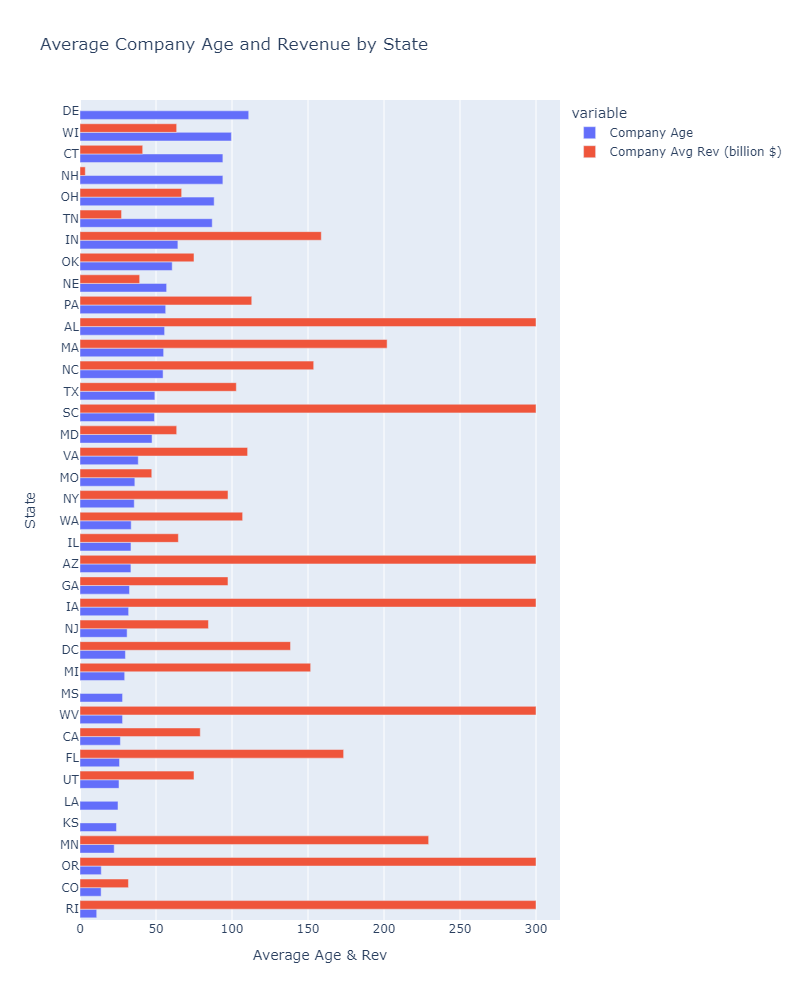 Average Company Age and Revenue by State
variable
Company Age
Company Avg Rev (billion $)
DE
WI
CT
NH
OH
TN
IN
OK
NE
PA
AL
MA
NC
TX
SC
MD
VA
MO
NY
WA
IL
AZ
GA
IA
NJ
DC
MI
MS
WV
CA
FL
UT
LA
KS
MN
OR
CO
RI
State
0 50 100 150 200 250 300
Average Age & Rev